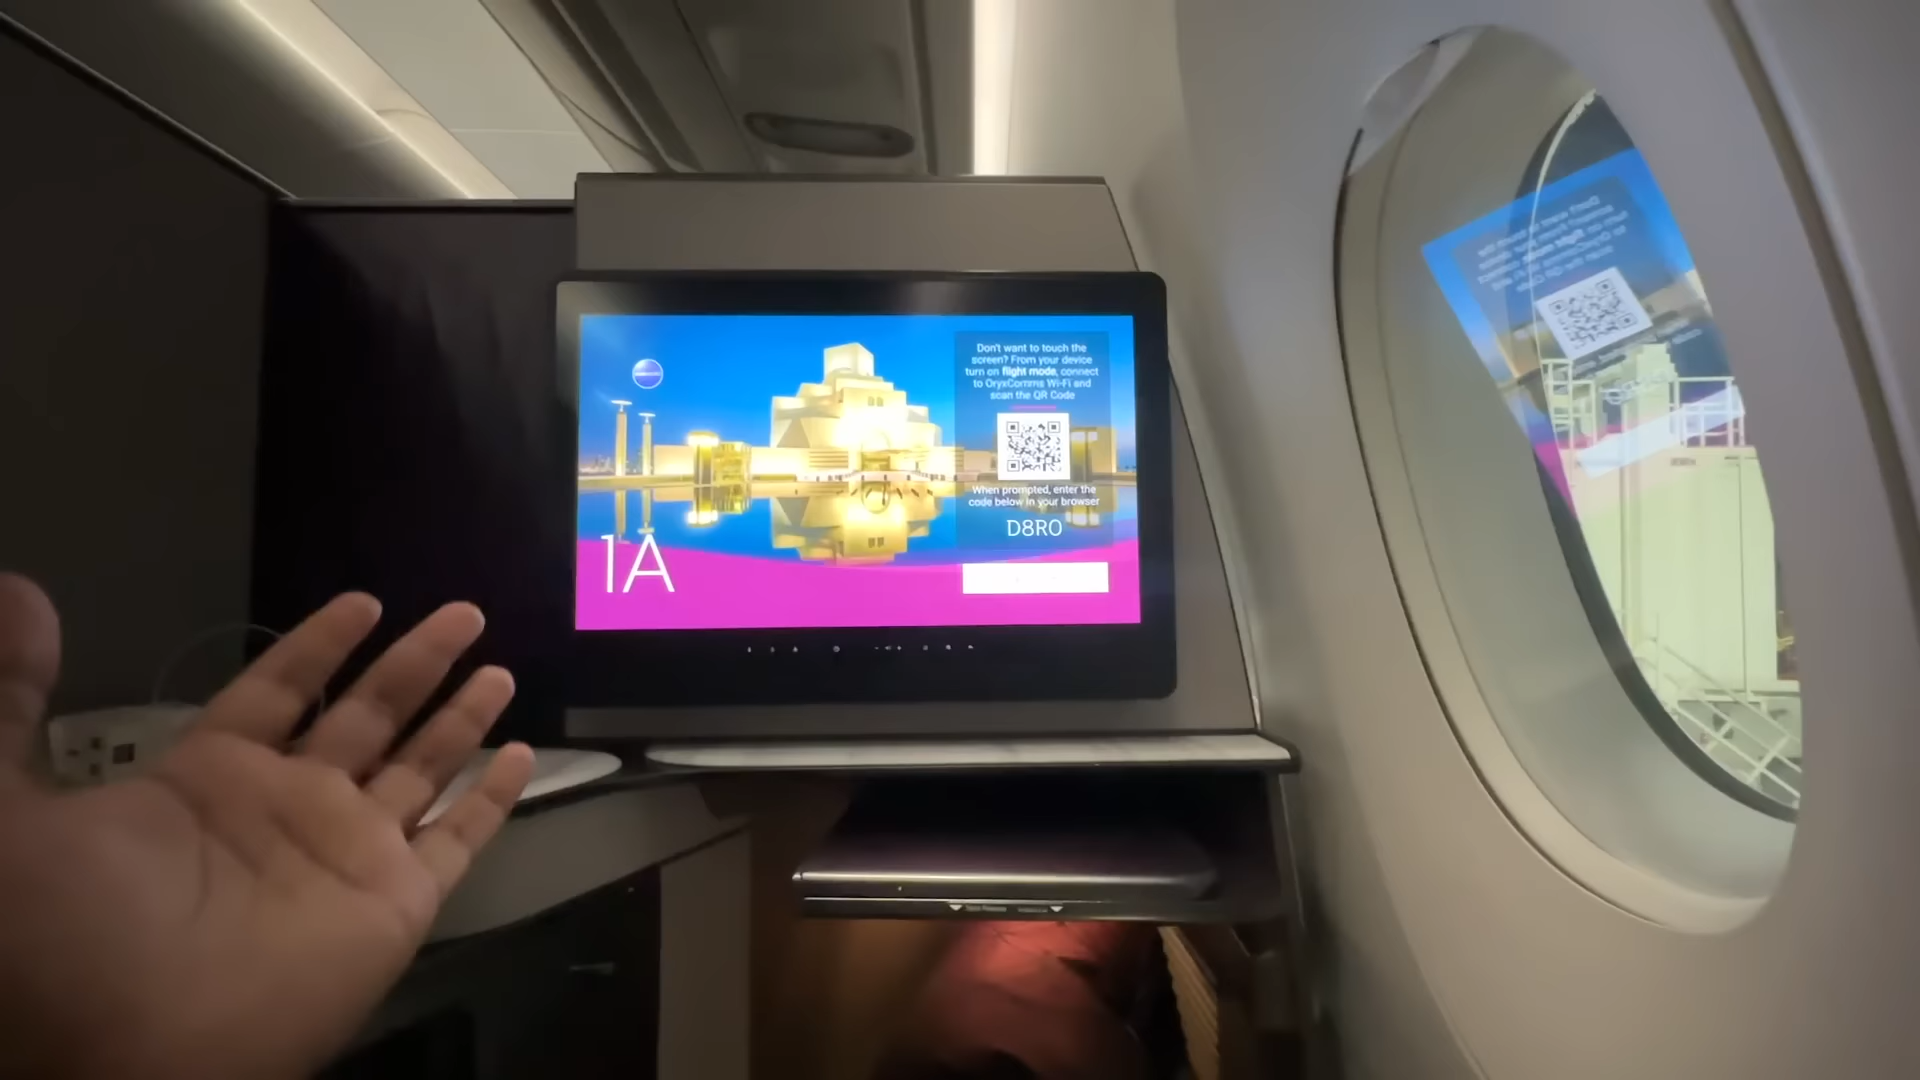 Don't want to touch the
screen? From your device
turn on flight mode, connect
to OryxComms Wi-Fi and
scan the QR Code
When prompted, enter the
code below in your browser
D8R0
1A